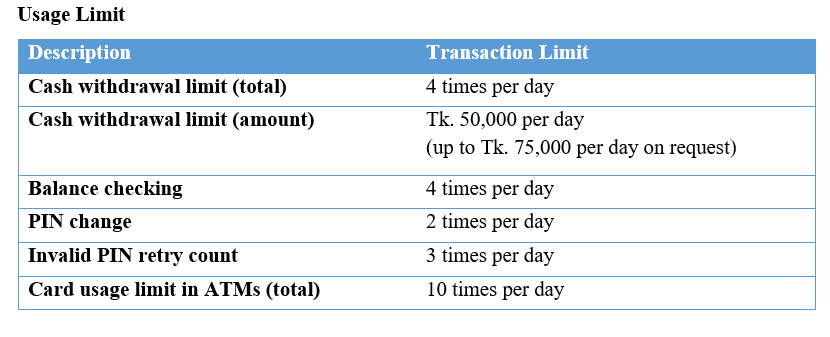 Usage Limit
Description Transaction Limit
Cash withdrawal limit (total) 4 times per day
Cash withdrawal limit (amount) Tk. 50,000 per day
(up to Tk. 75,000 per day on request)
Balance checking 4 times per day
PIN change 2 times per day
Invalid PIN retry count 3 times per day
Card usage limit in ATMs (total) 10 times per day